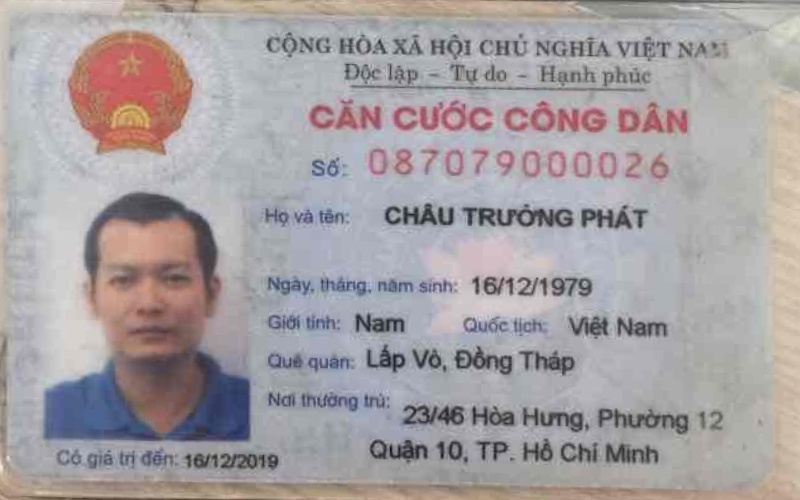 CỘNG HÒA XÃ HỘI CHỦ NGHĨA VIỆT NAM
Độc lập - Tự do - Hạnh phúc
CĂN CƯỚC CÔNG DÂN
Số: 087079000026
Họ và tên: CHÂU TRƯỜNG PHÁT
Ngày, tháng, năm sinh: 16/12/1979
Giới tính: Nam Quốc tịch: Việt Nam
Quê quán: Lấp Vò, Đồng Tháp
Nơi thường trú: 23/46 Hòa Hưng, Phường 12
Quận 10, TP. Hồ Chí Minh
Có giá trị đến: 16/12/2019